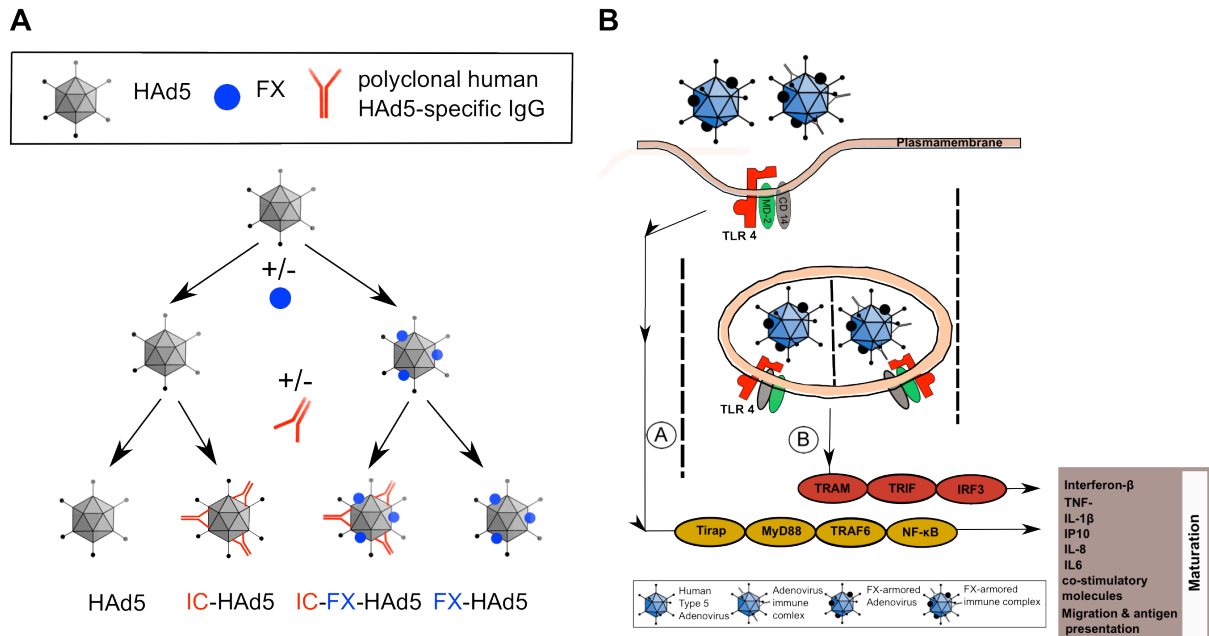 A
HAd5
FX
polyclonal human
HAd5-specific IgG
+/-
+/-
HAd5
IC-HAd5
IC-FX-HAd5
FX-HAd5
B
Plasmamembrane
MD-2
CD 14
TLR 4
TLR 4
A
B
TRAM
TRIF
IRF3
Tirap
MyD88
TRAF6
NF-κB
Interferon-β
TNF-
IL-1β
IP10
IL-8
IL6
co-stimulatory
molecules
Migration & antigen
presentation
Maturation
Human
Type 5
Adenovirus
Adenovirus
immune
comlex
FX-armored
Adenovirus
FX-armored
immune complex